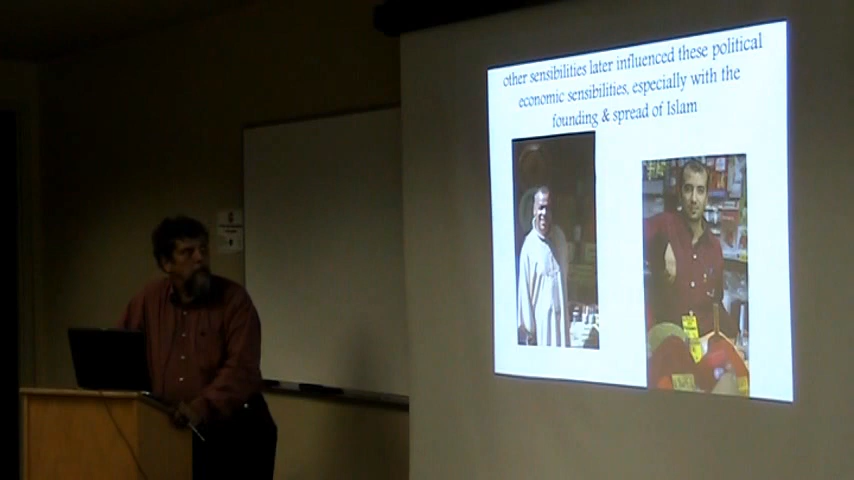 other sensibilities later influenced these political
economic sensibilities, especially with the
founding & spread of Islam